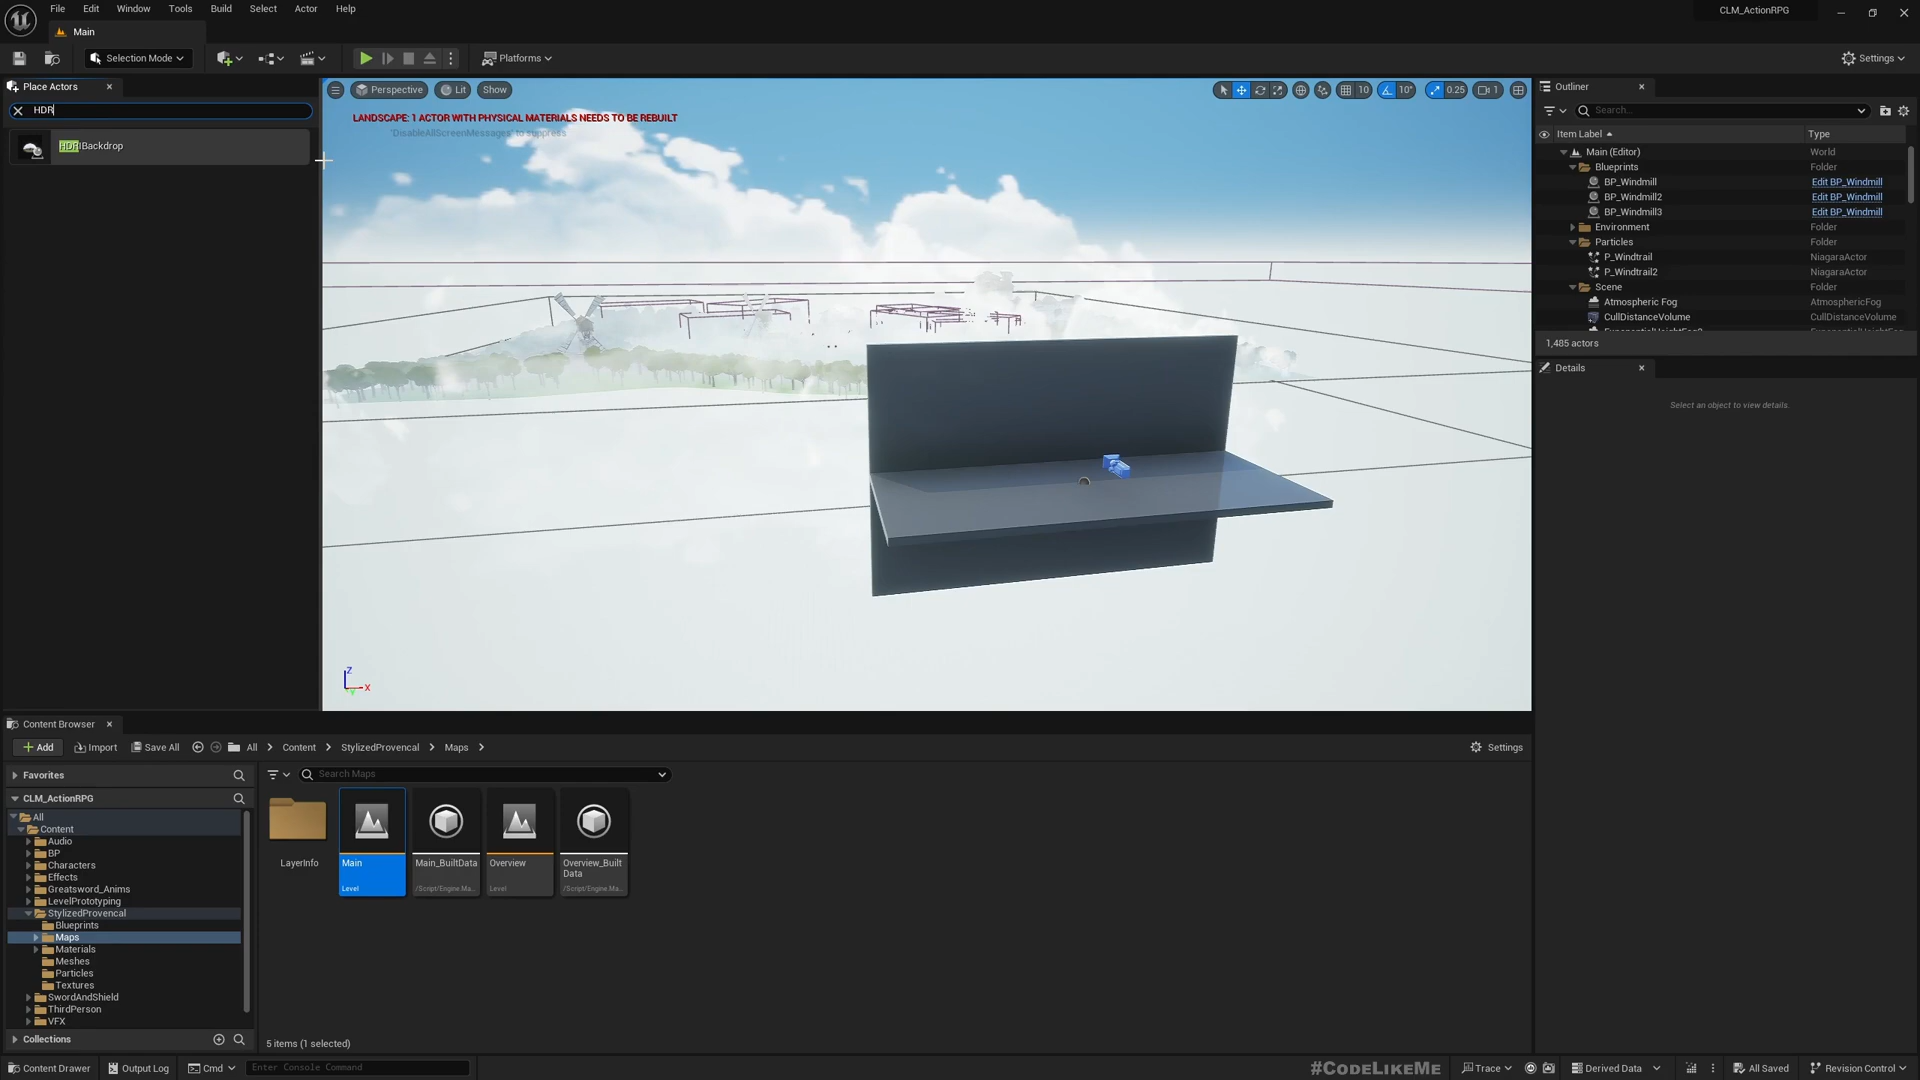 File Edit Window Tools Build Select Actor Help
CLM_ActionRPG
Main
Selection Mode
Platforms
Settings
Place Actors
HDR
HDRIBackdrop
Perspective
Lit
Show
10
10°
0.25
1
LANDSCAPE: 1 ACTOR WITH PHYSICAL MATERIALS NEEDS TO BE REBUILT
'DisableAllScreenMessages' to suppress
Z
X
Y
Outliner
Search...
Item Label Type
Main (Editor) World
Blueprints Folder
BP_Windmill Edit BP_Windmill
BP_Windmill2 Edit BP_Windmill
BP_Windmill3 Edit BP_Windmill
Environment Folder
Particles Folder
P_Windtrail NiagaraActor
P_Windtrail2 NiagaraActor
Scene Folder
Atmospheric Fog AtmosphericFog
CullDistanceVolume CullDistanceVolume
1,485 actors
Details
Select an object to view details.
Content Browser
Add Import Save All All Content StylizedProvencal Maps Settings
Favorites
CLM_ActionRPG
All
Content
Audio
BP
Characters
Effects
Greatsword_Anims
LevelPrototyping
StylizedProvencal
Blueprints
Maps
Materials
Meshes
Particles
Textures
SwordAndShield
ThirdPerson
VFX
Collections
Search Maps
LayerInfo
Main
Level
Main_BuiltData
/Script/Engine.Ma...
Overview
Level
Overview_Built
Data
/Script/Engine.Ma...
5 items (1 selected)
Content Drawer
Output Log
Cmd
Enter Console Command
#CodeLikeMe
Trace
Derived Data
All Saved
Revision Control